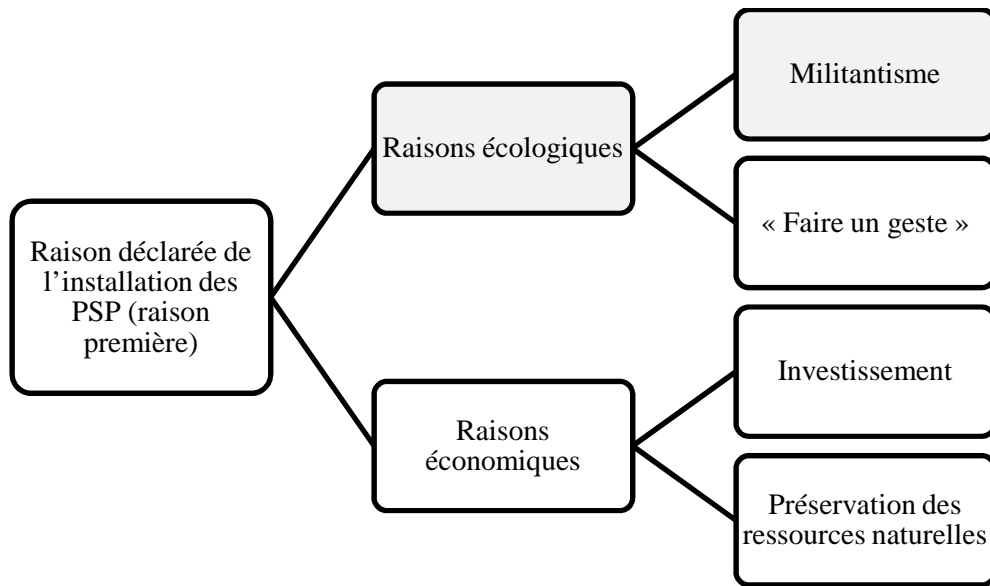 Raison déclarée de
l’installation des
PSP (raison
première)
Raisons écologiques
Militantisme
« Faire un geste »
Raisons
économiques
Investissement
Préservation des
ressources naturelles